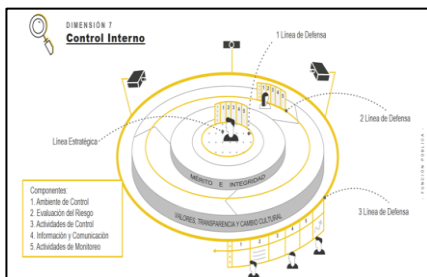 DIMENSIÓN 7
Control Interno
1 Línea de Defensa
2 Línea de Defensa
Línea Estratégica
3 Línea de Defensa
MÉRITO E INTEGRIDAD
VALORES, TRANSPARENCIA Y CAMBIO CULTURAL
Componentes:
1. Ambiente de Control
2. Evaluación del Riesgo
3. Actividades de Control
4. Información y Comunicación
5. Actividades de Monitoreo
FUNCIÓN PÚBLICA